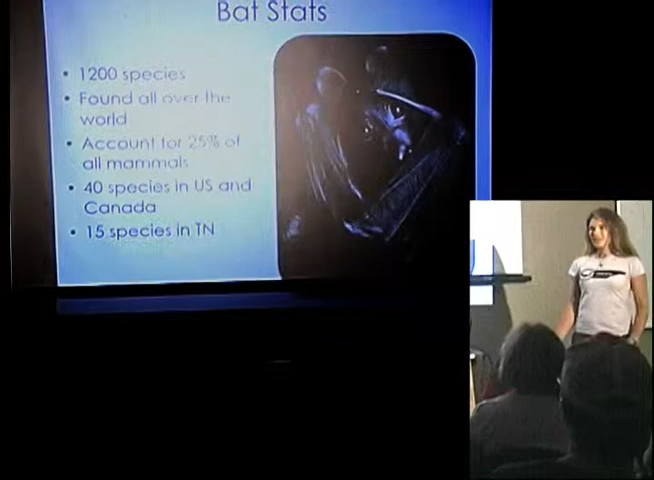 Bat Stats
• 1200 species
• Found all over the
world
• Account for 25% of
all mammals
• 40 species in US and
Canada
• 15 species in TN